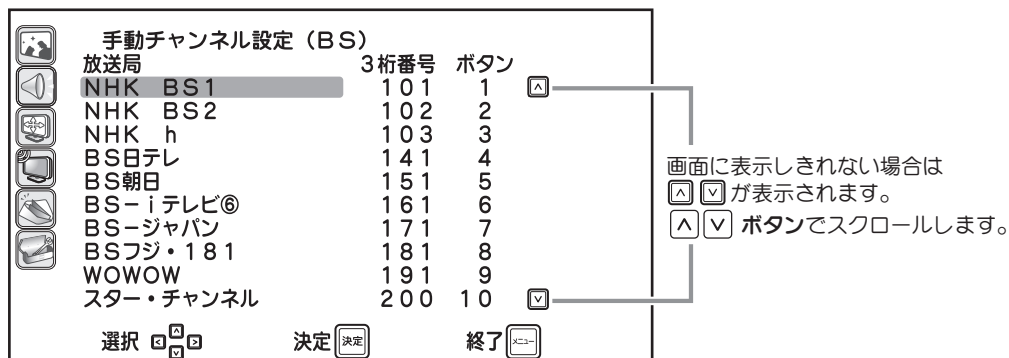 手動チャンネル設定（BS）
放送局 3桁番号 ボタン
NHK BS1 101 1
NHK BS2 102 2
NHK h 103 3
BS日テレ 141 4
BS朝日 151 5
BS-iテレビ⑥ 161 6
BS-ジャパン 171 7
BSフジ・181 181 8
WOWOW 191 9
スター・チャンネル 200 10
選択 決定 決定 終了 メニュー
画面に表示しきれない場合は
が表示されます。
ボタンでスクロールします。